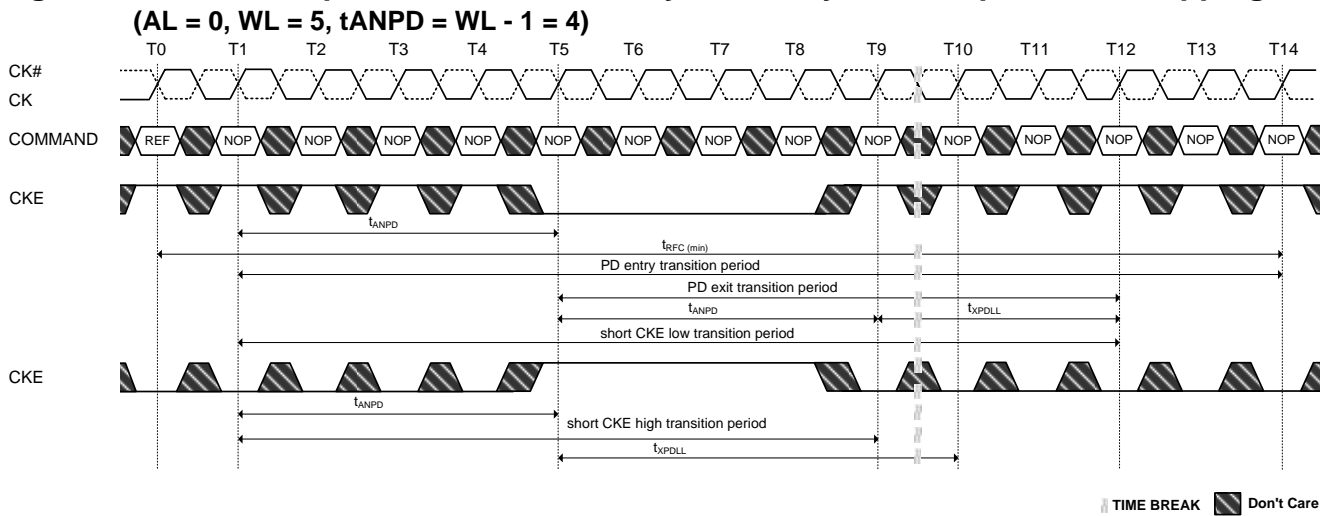 (AL = 0, WL = 5, tANPD = WL - 1 = 4)
T0 T1 T2 T3 T4 T5 T6 T7 T8 T9 T10 T11 T12 T13 T14
CK#
CK
COMMAND REF NOP NOP NOP NOP NOP NOP NOP NOP NOP NOP NOP NOP NOP NOP
CKE
tANPD
tRFC (min)
PD entry transition period
PD exit transition period
tANPD tXPDLL
short CKE low transition period
CKE
tANPD
short CKE high transition period
tXPDLL
TIME BREAK Don't Care